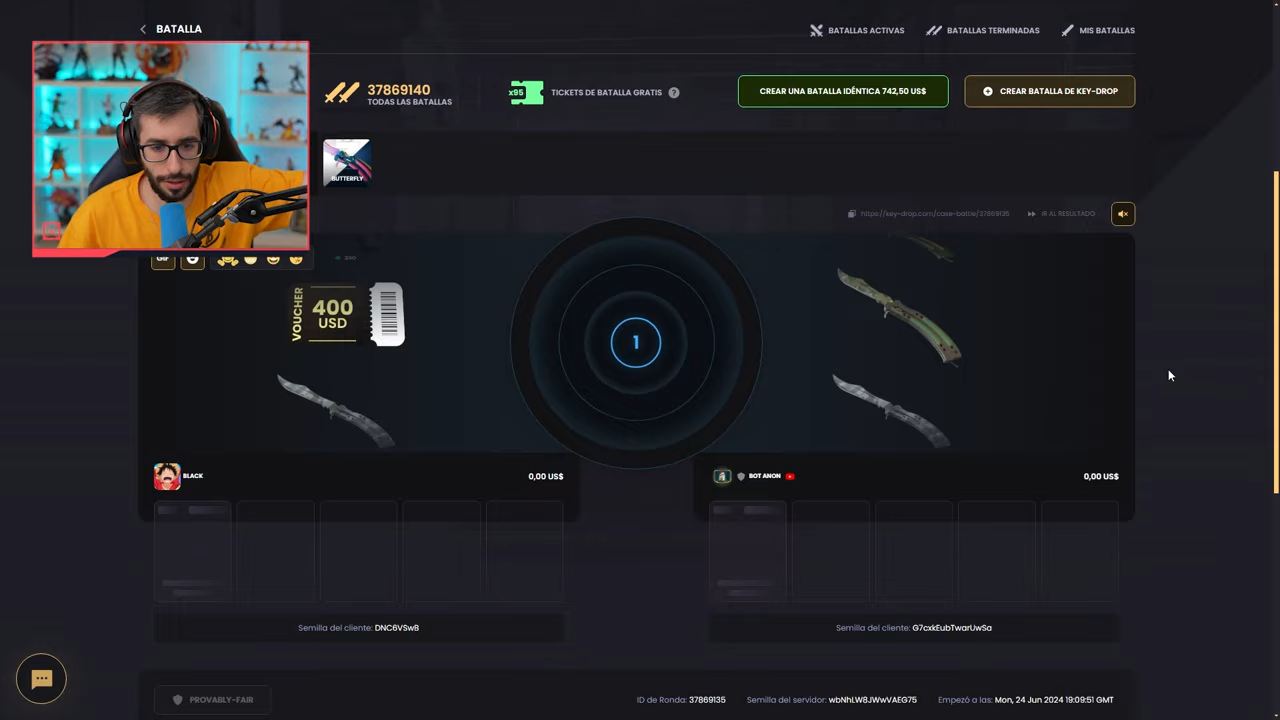 BATALLA
BATALLAS ACTIVAS
BATALLAS TERMINADAS
MIS BATALLAS
37869140
TODAS LAS BATALLAS
x95
TICKETS DE BATALLA GRATIS ?
CREAR UNA BATALLA IDÉNTICA 742,50 US$
CREAR BATALLA DE KEY-DROP
BUTTERFLY
https://key-drop.com/case-battle/37869135
IR AL RESULTADO
GIF
VOUCHER
400
USD
1
BLACK
0,00 US$
BOT ANON
0,00 US$
Semilla del cliente: DNC6VSwB
Semilla del cliente: G7cxkEubTwarUwSa
PROVABLY-FAIR
ID de Ronda: 37869135
Semilla del servidor: wbNhLW8JWwVAEG75
Empezó a las: Mon, 24 Jun 2024 19:09:51 GMT